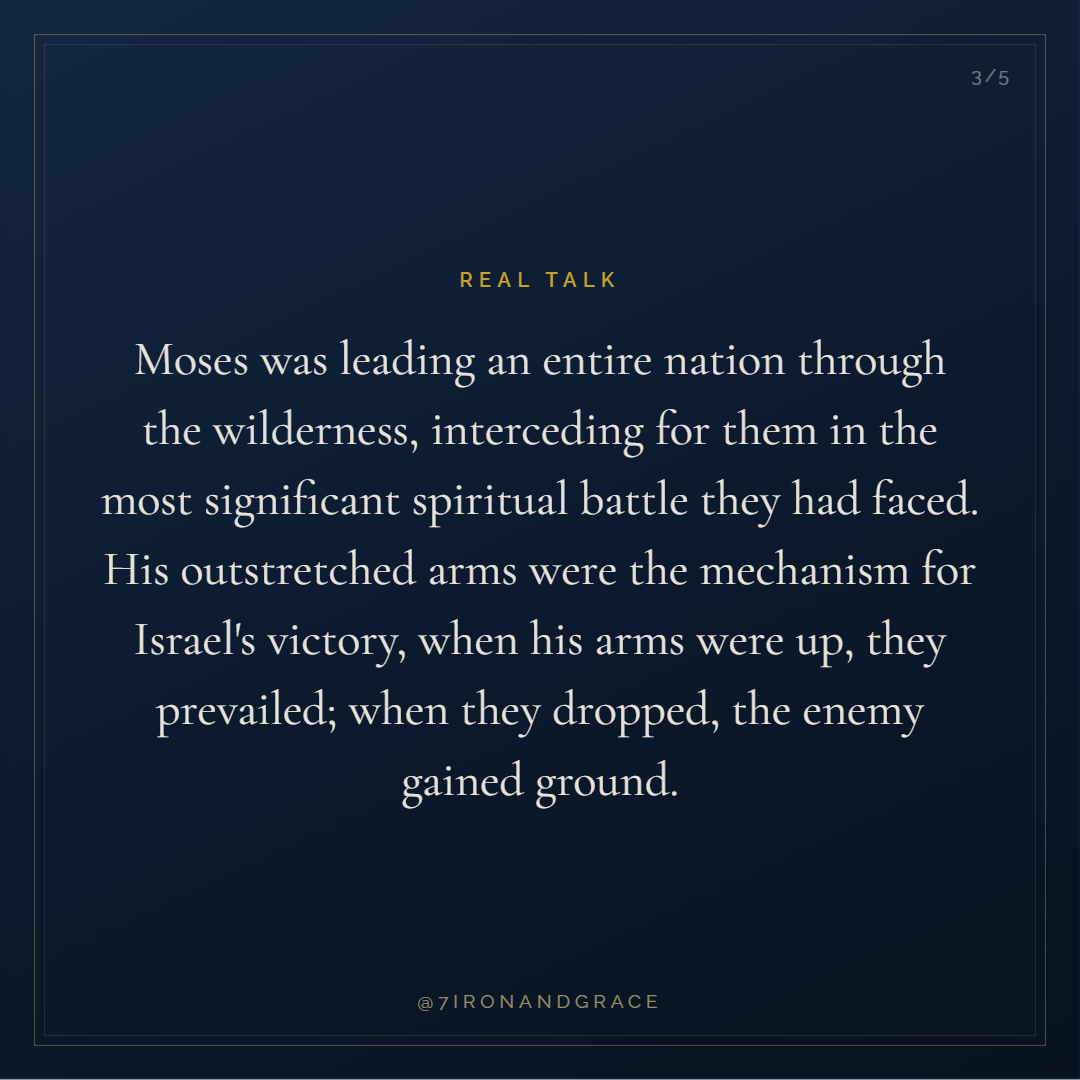 3/5
REAL TALK
Moses was leading an entire nation through
the wilderness, interceding for them in the
most significant spiritual battle they had faced.
His outstretched arms were the mechanism for
Israel's victory, when his arms were up, they
prevailed; when they dropped, the enemy
gained ground.
@7IRONANDGRACE